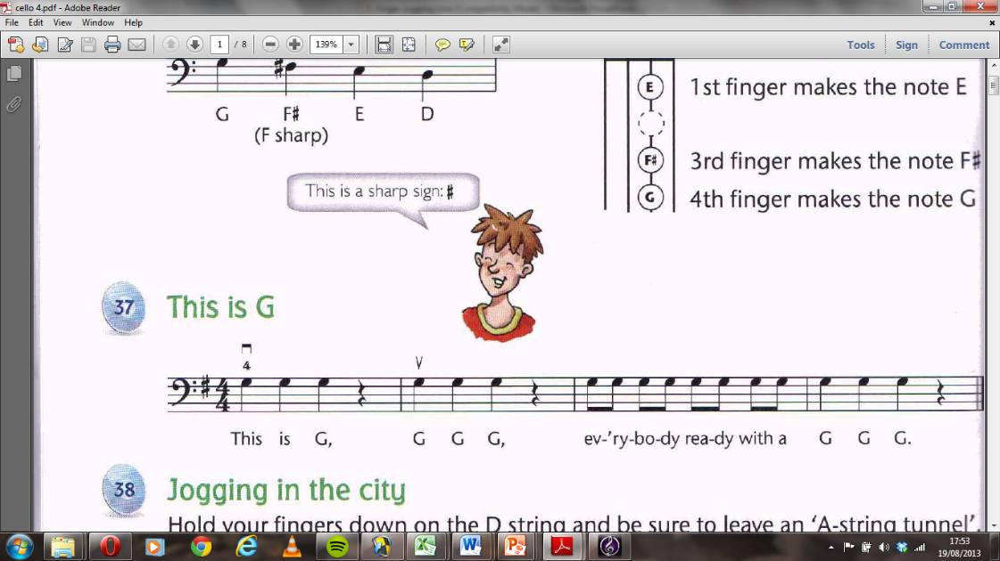 cello 4.pdf - Adobe Reader
File Edit View Window Help
1 / 8 139% Tools Sign Comment
G F# E D
(F sharp)
E 1st finger makes the note E
F# 3rd finger makes the note F#
G 4th finger makes the note G
This is a sharp sign: #
37 This is G
4
4 4
This is G, G G G, ev-'ry-bo-dy rea-dy with a G G G.
38 Jogging in the city
Hold your fingers down on the D string and be sure to leave an 'A-string tunnel'.
17:53
19/08/2013